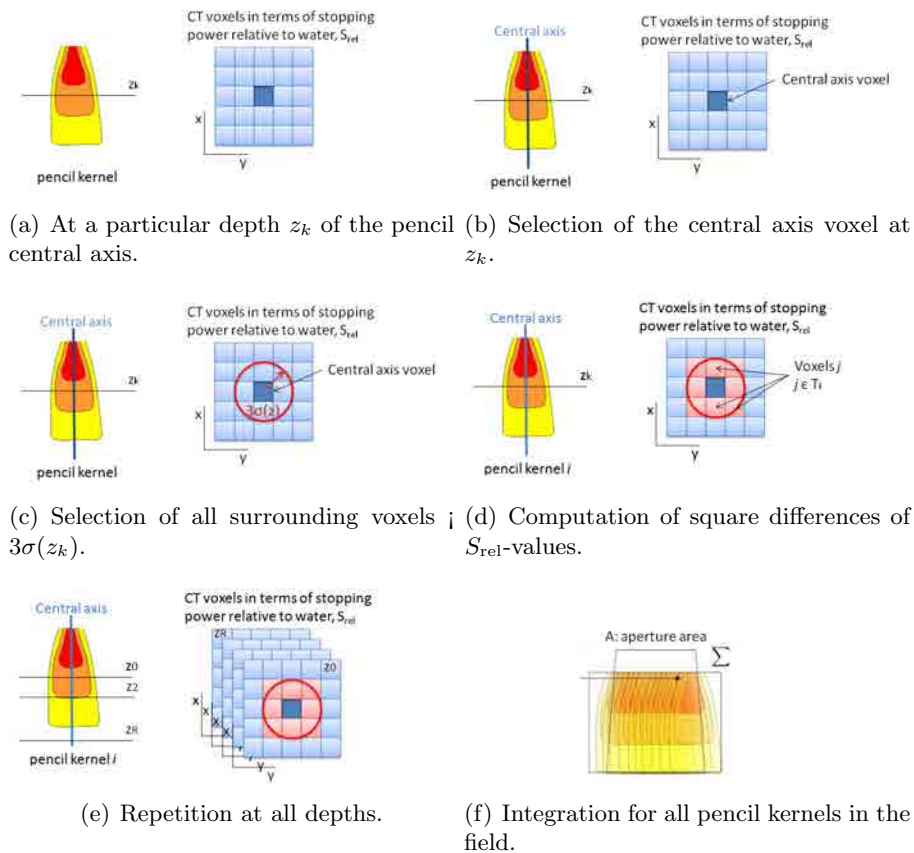 CT voxels in terms of stopping
power relative to water, Srel
zk
x
y
pencil kernel
(a) At a particular depth zk of the pencil
central axis.
Central axis
CT voxels in terms of stopping
power relative to water, Srel
zk
Central axis voxel
x
y
pencil kernel
(b) Selection of the central axis voxel at
zk.
Central axis
CT voxels in terms of stopping
power relative to water, Srel
zk
Central axis voxel
3σ(z)
x
y
pencil kernel
(c) Selection of all surrounding voxels ¡
3σ(zk).
Central axis
CT voxels in terms of stopping
power relative to water, Srel
zk
Voxels j
j ∈ Ti
x
y
pencil kernel i
(d) Computation of square differences of
Srel-values.
Central axis
CT voxels in terms of stopping
power relative to water, Srel
z0
z2
zR
zR
z0
x
x
x
x
y
y
y
pencil kernel i
(e) Repetition at all depths.
A: aperture area
∑
(f) Integration for all pencil kernels in the
field.